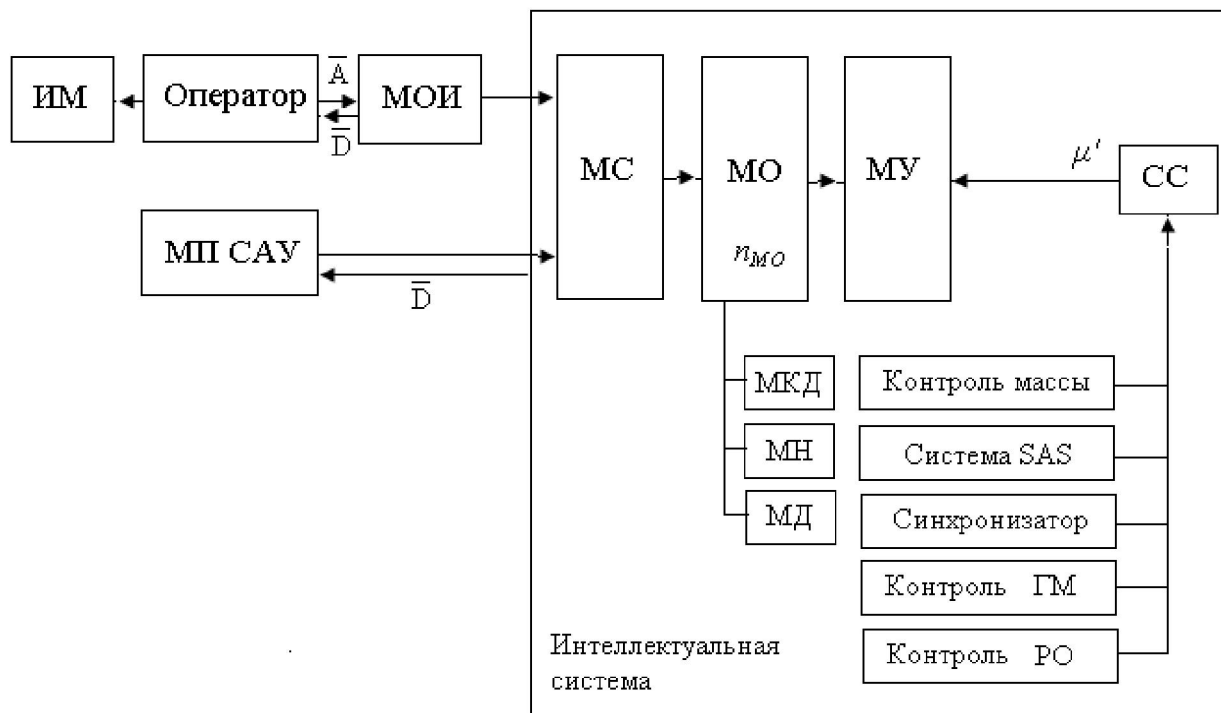 ИМ
Оператор
A̅
D̅
МОИ
МП САУ
D̅
МС
МО
n_МО
МУ
μ'
СС
МКД
МН
МД
Контроль массы
Система SAS
Синхронизатор
Контроль ГМ
Контроль РО
Интеллектуальная
система